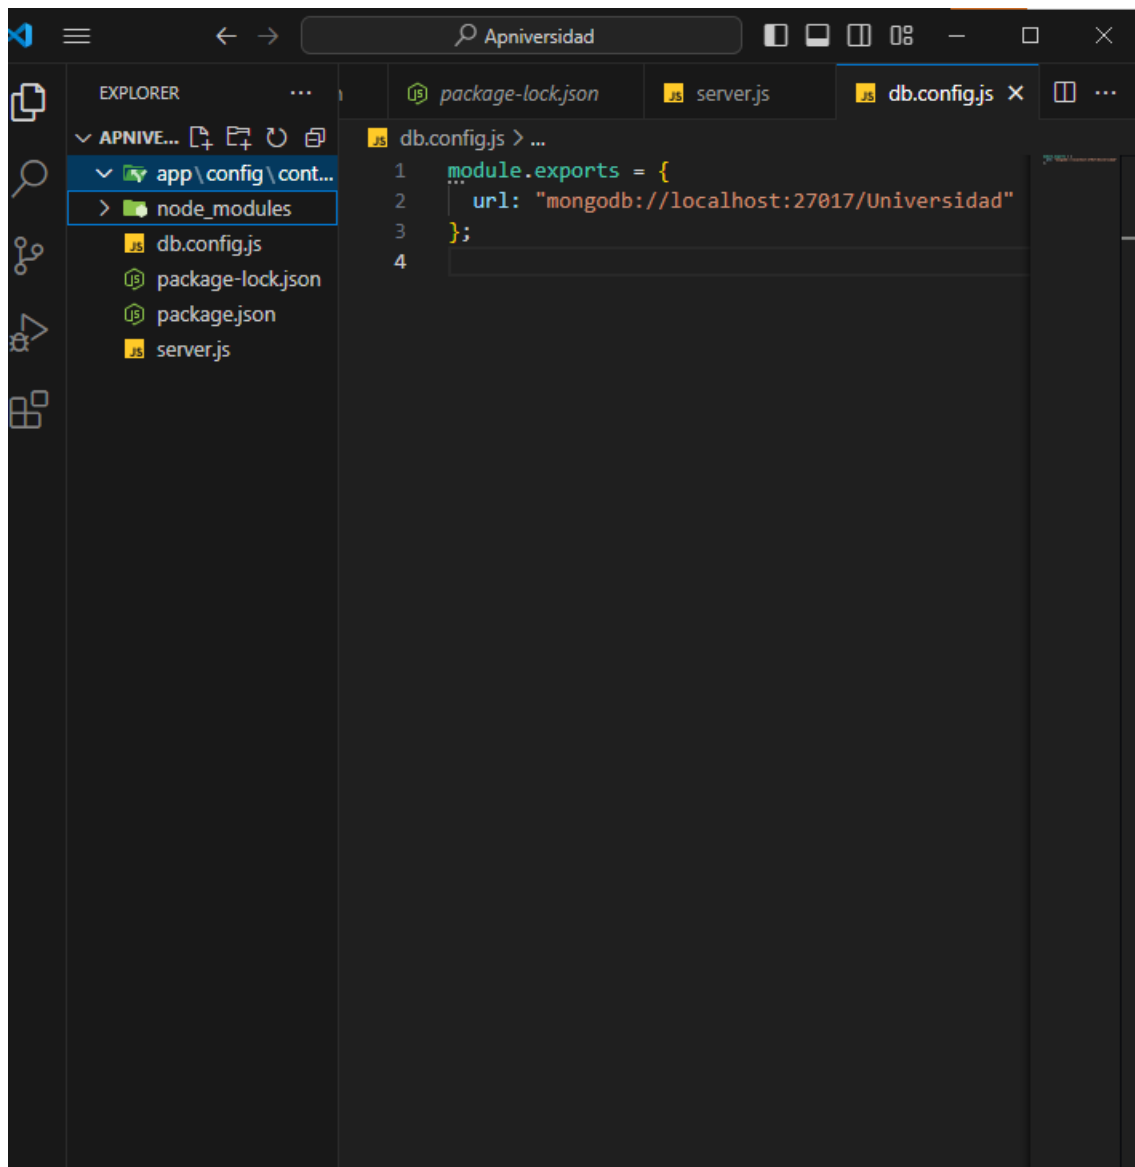 Apniversidad
EXPLORER
package-lock.json
server.js
db.config.js
APNIVE...
db.config.js > ...
app\config\cont...
node_modules
db.config.js
package-lock.json
package.json
server.js
1 module.exports = {
2 url: "mongodb://localhost:27017/Universidad"
3 };
4